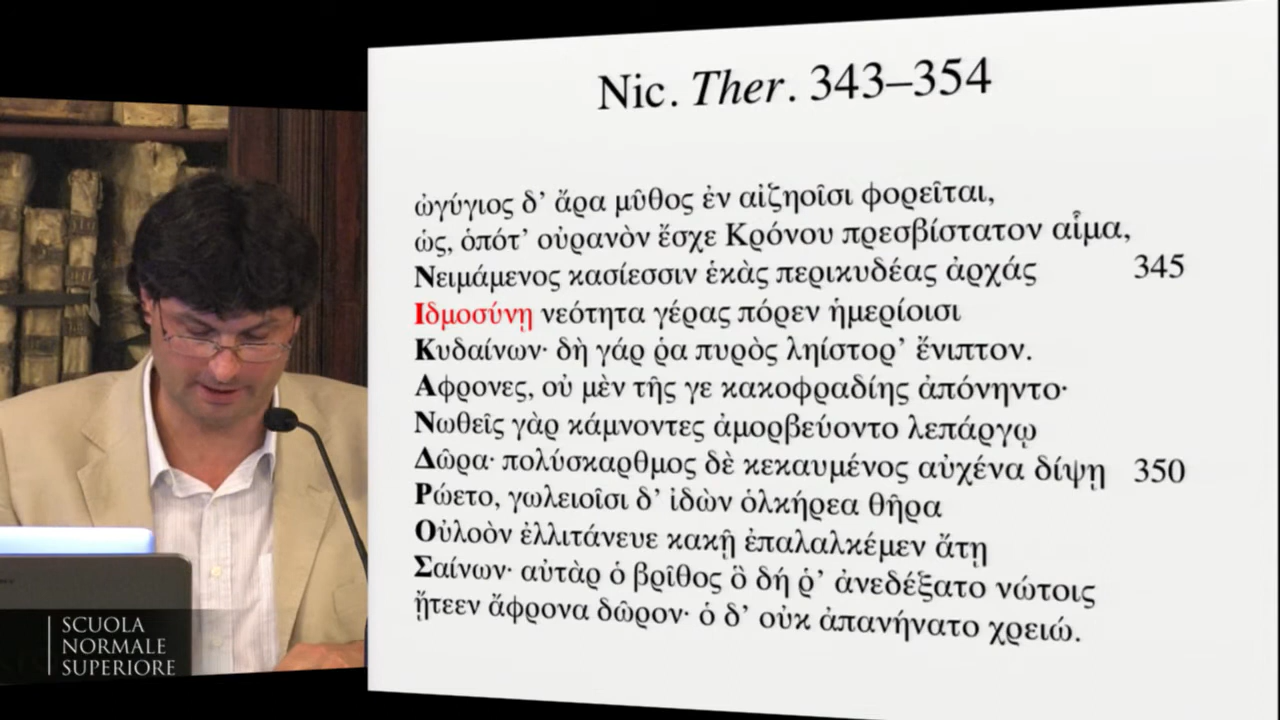 Nic. Ther. 343–354
ὠγύγιος δ’ ἄρα μῦθος ἐν αἰζηοῖσι φορεῖται,
ὡς, ὁπότ’ οὐρανὸν ἔσχε Κρόνου πρεσβίστατον αἷμα,
Νειμάμενος κασίεσσιν ἑκὰς περικυδέας ἀρχάς 345
Ιδμοσύνῃ νεότητα γέρας πόρεν ἡμερίοισι
Κυδαίνων· δὴ γάρ ῥα πυρὸς ληίστορ’ ἔνιπτον.
Αφρονες, οὐ μὲν τῆς γε κακοφραδίης ἀπόνηντο·
Νωθεῖς γὰρ κάμνοντες ἀμορβεύοντο λεπάργῳ
Δῶρα· πολύσκαρθμος δὲ κεκαυμένος αὐχένα δίψῃ 350
Ρώετο, γωλειοῖσι δ’ ἰδὼν ὁλκήρεα θῆρα
Οὐλοὸν ἐλλιτάνευε κακῇ ἐπαλαλκέμεν ἄτῃ
Σαίνων· αὐτὰρ ὁ βρῖθος ὃ δή ῥ’ ἀνεδέξατο νώτοις
ᾔτεεν ἄφρονα δῶρον· ὁ δ’ οὐκ ἀπανήνατο χρειώ.
SCUOLA
NORMALE
SUPERIORE